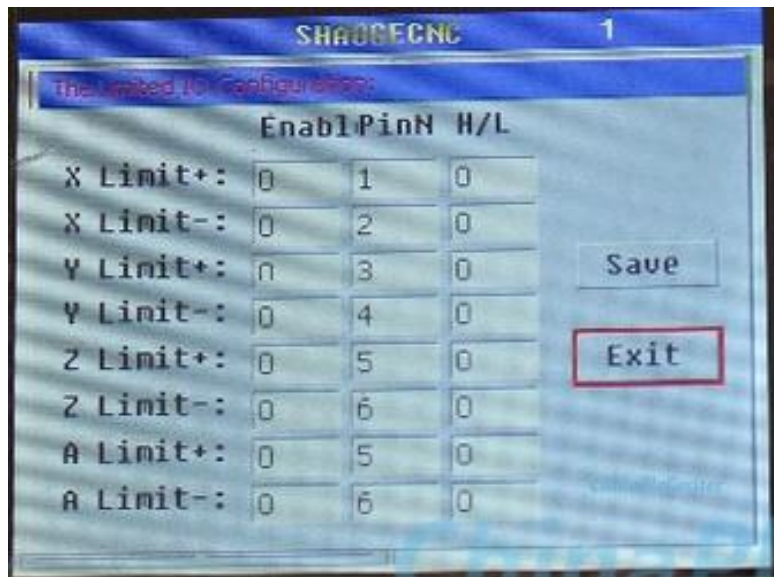 SHAOGECNC 1
The Limited IO Configuration:
Enabl PinN H/L
X Limit+: 0 1 0
X Limit-: 0 2 0
Y Limit+: 0 3 0
Y Limit-: 0 4 0
Save
Z Limit+: 0 5 0
Exit
Z Limit-: 0 6 0
A Limit+: 0 5 0
A Limit-: 0 6 0